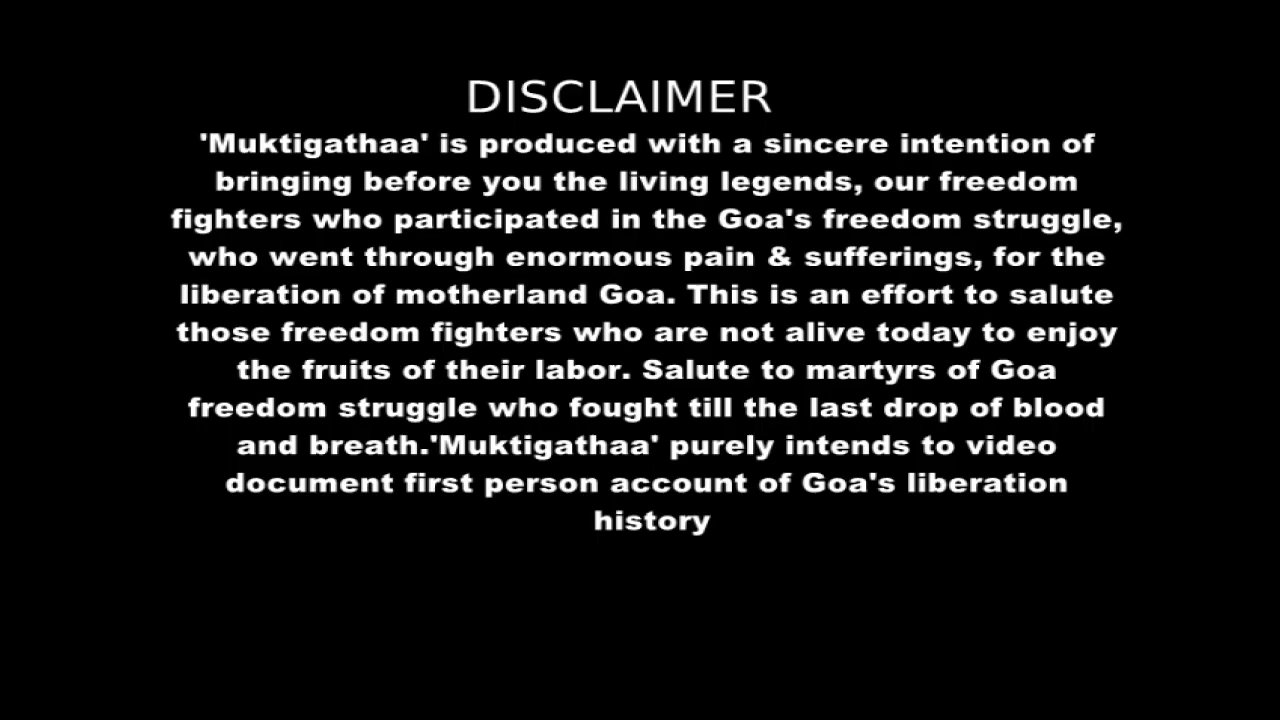 DISCLAIMER
'Muktigathaa' is produced with a sincere intention of
bringing before you the living legends, our freedom
fighters who participated in the Goa's freedom struggle,
who went through enormous pain & sufferings, for the
liberation of motherland Goa. This is an effort to salute
those freedom fighters who are not alive today to enjoy
the fruits of their labor. Salute to martyrs of Goa
freedom struggle who fought till the last drop of blood
and breath.'Muktigathaa' purely intends to video
document first person account of Goa's liberation
history